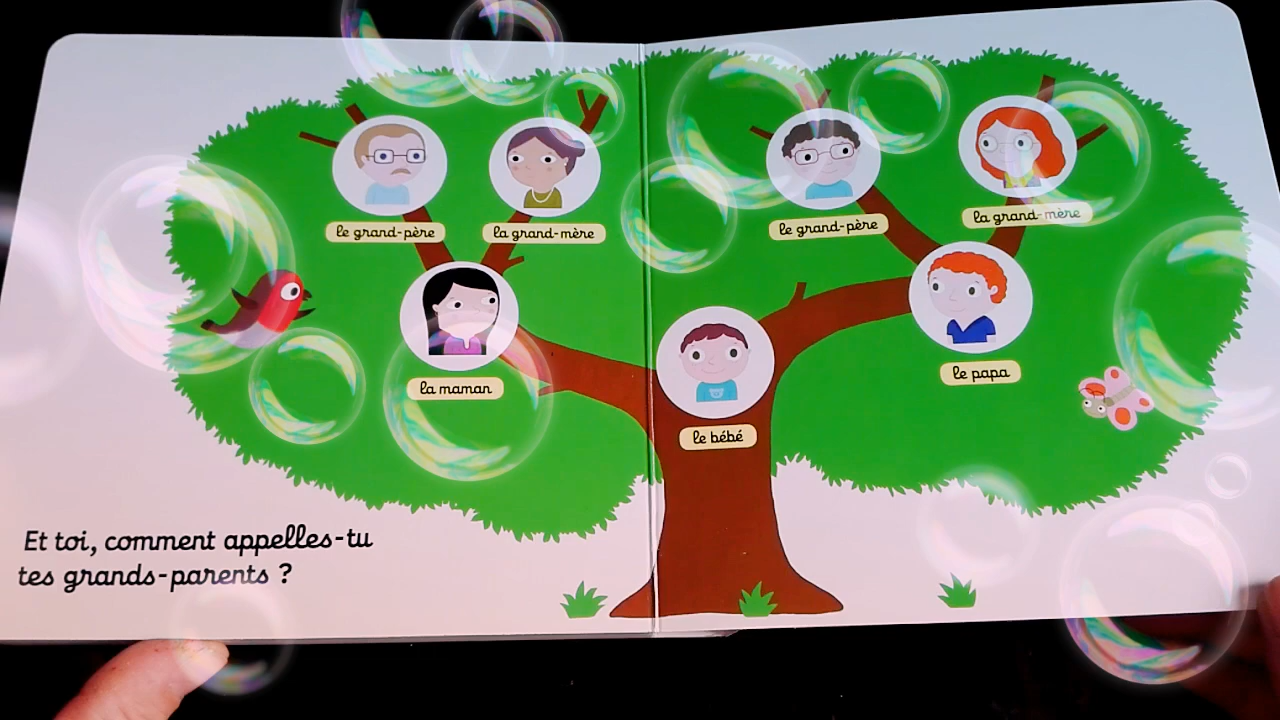 le grand-père
la grand-mère
le grand-père
la grand-mère
la maman
le papa
le bébé
Et toi, comment appelles-tu
tes grands-parents ?